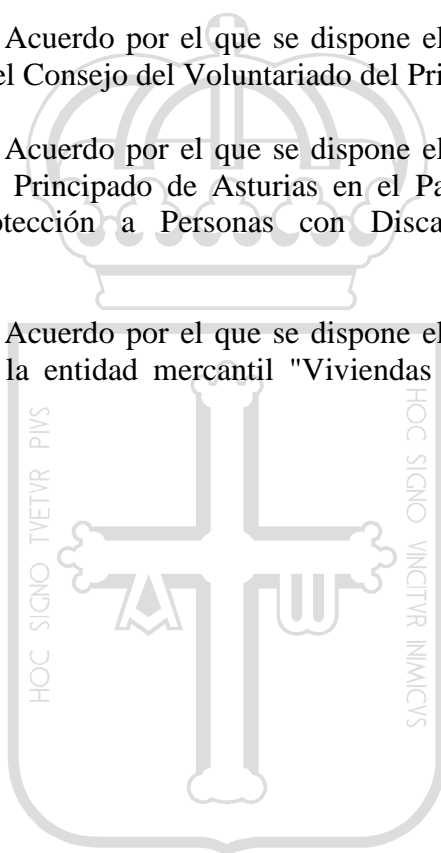 Acuerdo por el que se dispone el
el Consejo del Voluntariado del Pri
Acuerdo por el que se dispone el
Principado de Asturias en el Pa
otección a Personas con Disca
Acuerdo por el que se dispone el
la entidad mercantil "Viviendas
HOC SIGNO TVETVR PIVS
HOC SIGNO VINCITVR INIMICVS